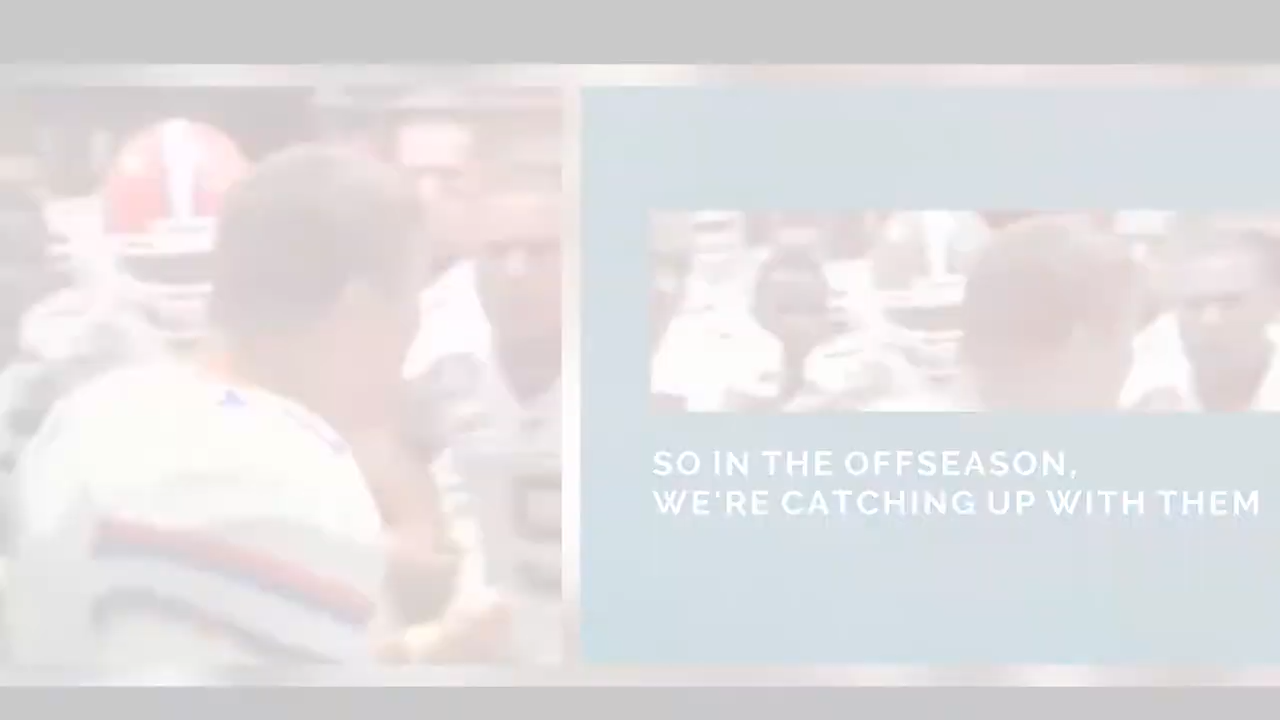 SO IN THE OFFSEASON,
WE'RE CATCHING UP WITH THEM